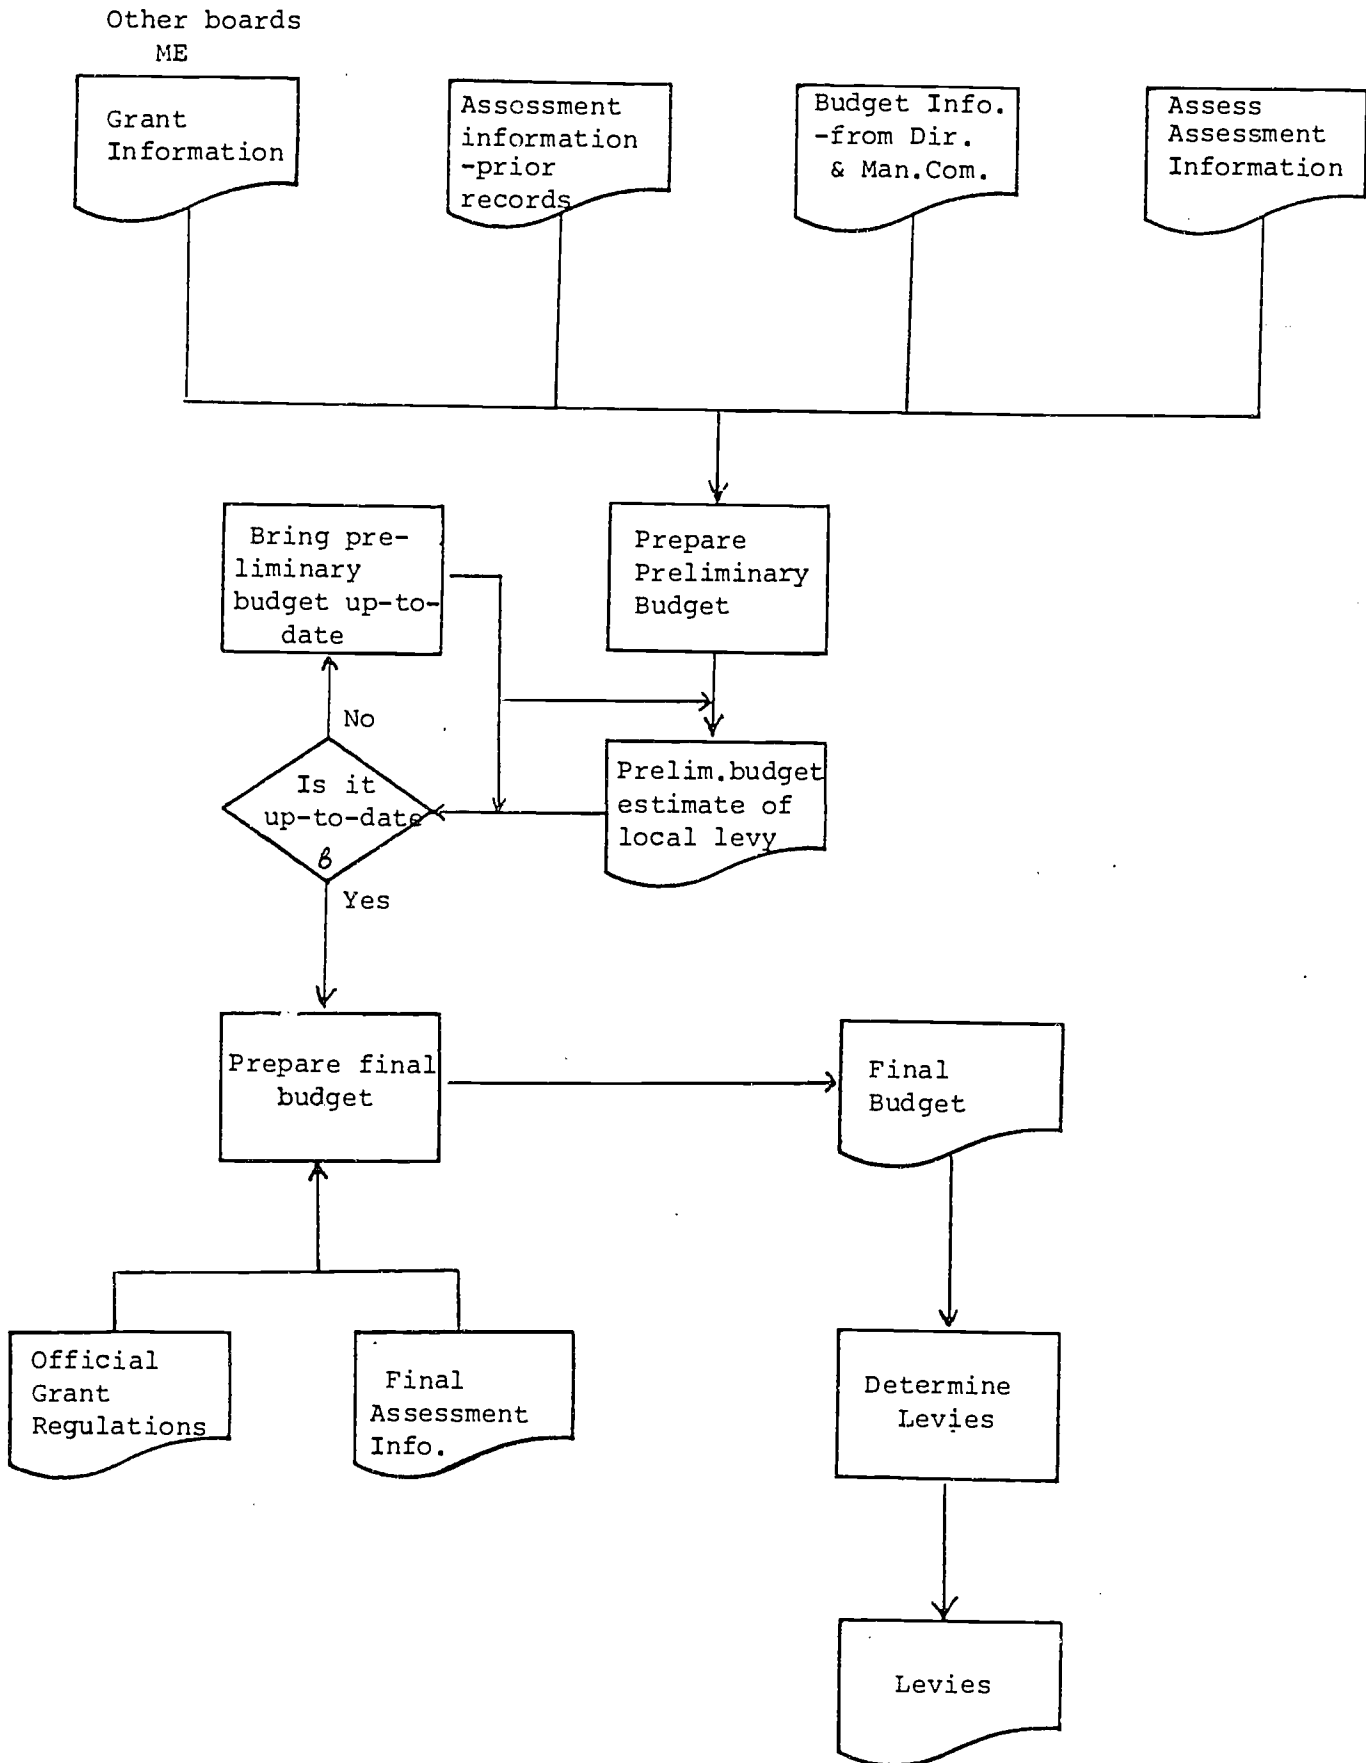 Other boards
ME
Grant
Information
Assessment
information
-prior
records
Budget Info.
-from Dir.
& Man.Com.
Assess
Assessment
Information
Bring pre-
liminary
budget up-to-
date
Prepare
Preliminary
Budget
No
Is it
up-to-date
Prelim.budget
estimate of
local levy
Yes
Prepare final
budget
Final
Budget
Official
Grant
Regulations
Final
Assessment
Info.
Determine
Levies
Levies